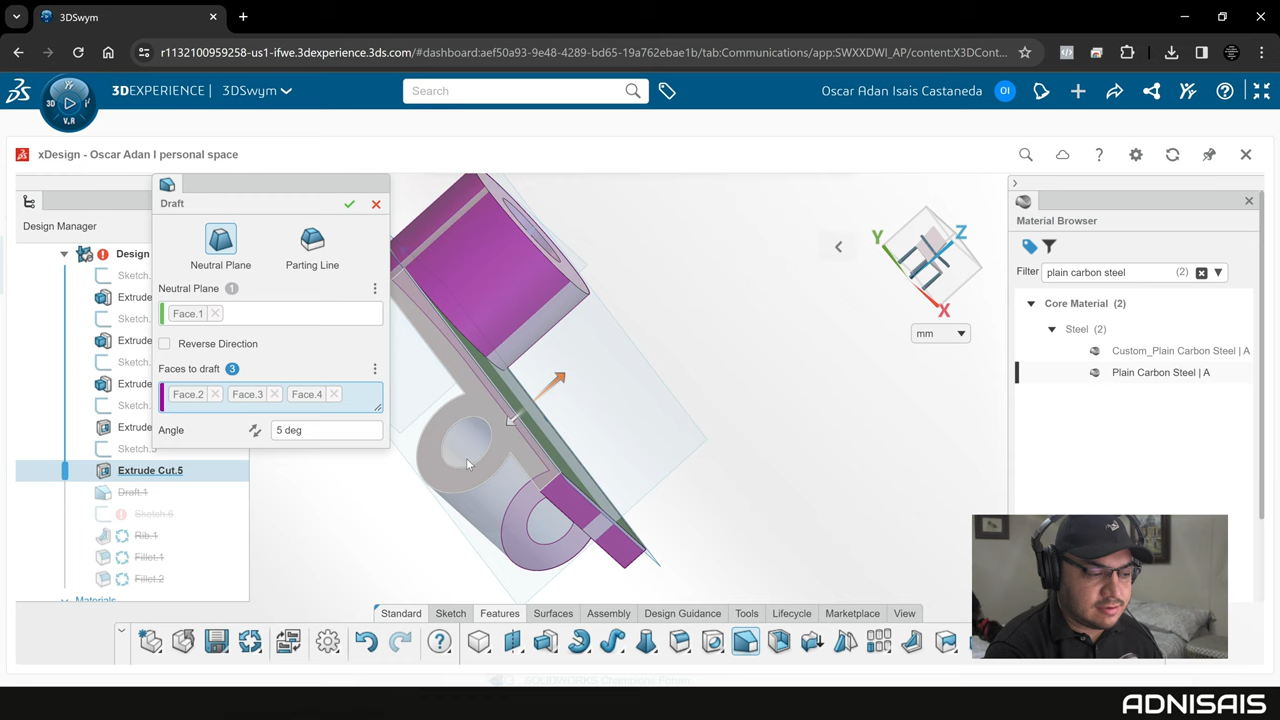 3DSwym
r1132100959258-us1-ifwe.3dexperience.3ds.com/#dashboard:aef50a93-9e48-4289-bd65-19a762ebae1b/tab:Communications/app:SWXXDWI_AP/content:X3DCont...
3D
V.R
3DEXPERIENCE | 3DSwym
Search
Oscar Adan Isais Castaneda
OI
xDesign - Oscar Adan I personal space
Design Manager
Design
Sketch.
Extrude
Sketch.
Extrude
Sketch.
Extrude
Sketch.
Extrude
Sketch.5
Extrude Cut.5
Draft.1
Sketch.6
Rib.1
Fillet.1
Fillet.2
Materials
Draft
Neutral Plane
Parting Line
Neutral Plane 1
Face.1
Reverse Direction
Faces to draft 3
Face.2 Face.3 Face.4
Angle
5 deg
Y
Z
X
mm
Material Browser
Filter
plain carbon steel
(2)
Core Material (2)
Steel (2)
Custom_Plain Carbon Steel | A
Plain Carbon Steel | A
Standard Sketch Features Surfaces Assembly Design Guidance Tools Lifecycle Marketplace View
SOLIDWORKS Champions Forum
ADNISAIS